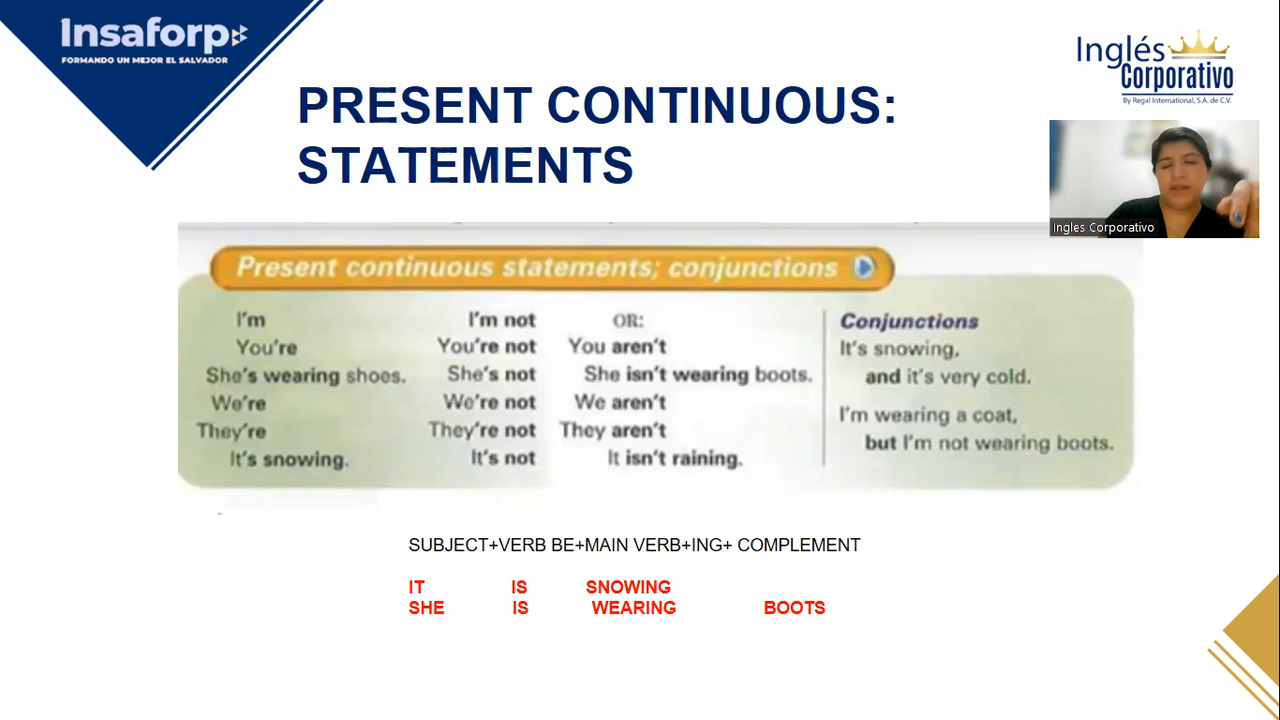 Insaforp
FORMANDO UN MEJOR EL SALVADOR
Inglés
Corporativo
By Regal International, S.A. de C.V.
PRESENT CONTINUOUS:
STATEMENTS
Ingles Corporativo
Present continuous statements; conjunctions
I'm I'm not OR:
You're You're not You aren't
She's wearing shoes. She's not She isn't wearing boots.
We're We're not We aren't
They're They're not They aren't
It's snowing. It's not It isn't raining.
Conjunctions
It's snowing,
and it's very cold.
I'm wearing a coat,
but I'm not wearing boots.
SUBJECT+VERB BE+MAIN VERB+ING+ COMPLEMENT
IT IS SNOWING
SHE IS WEARING BOOTS